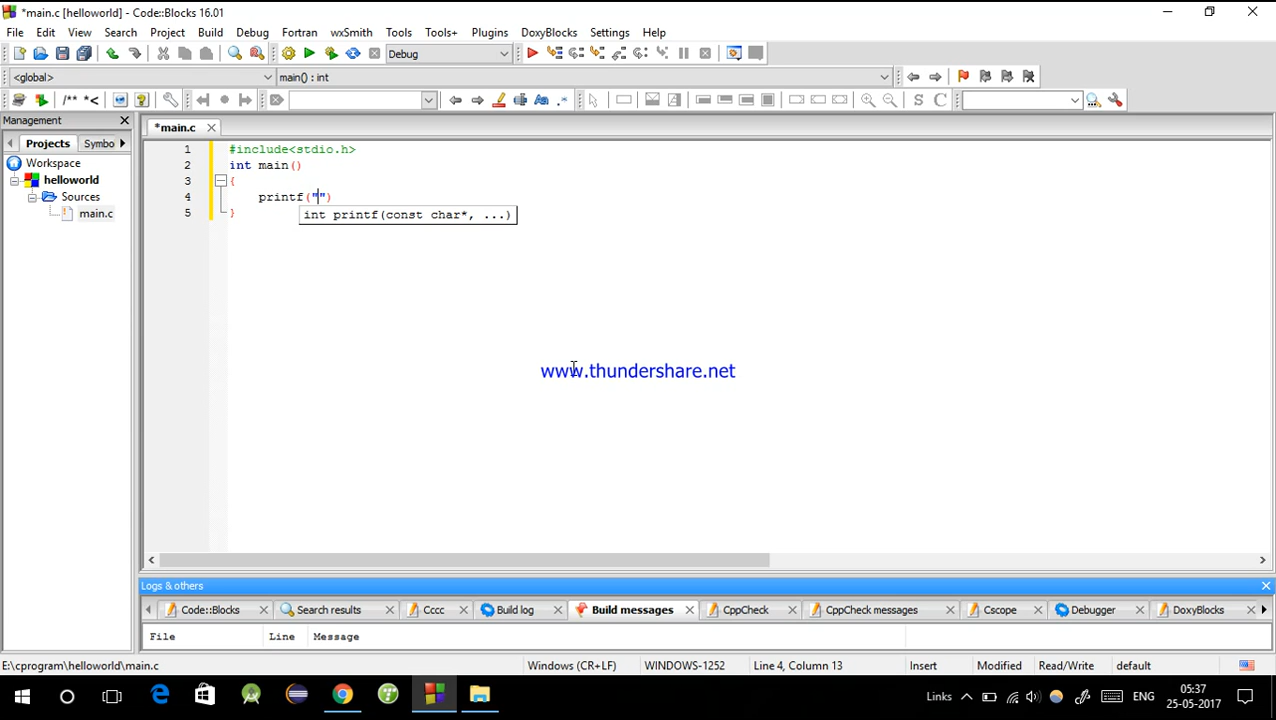 *main.c [helloworld] - Code::Blocks 16.01
File Edit View Search Project Build Debug Fortran wxSmith Tools Tools+ Plugins DoxyBlocks Settings Help
Debug
<global> main() : int
/** *<
Management
*main.c
Projects Symbo
Workspace
helloworld
Sources
main.c
1 #include<stdio.h>
2 int main()
3 {
4 printf("")
int printf(const char*, ...)
5 }
www.thundershare.net
Logs & others
Code::Blocks Search results Cccc Build log Build messages CppCheck CppCheck messages Cscope Debugger DoxyBlocks
File Line Message
E:\cprogram\helloworld\main.c Windows (CR+LF) WINDOWS-1252 Line 4, Column 13 Insert Modified Read/Write default
Links ENG 05:37
25-05-2017